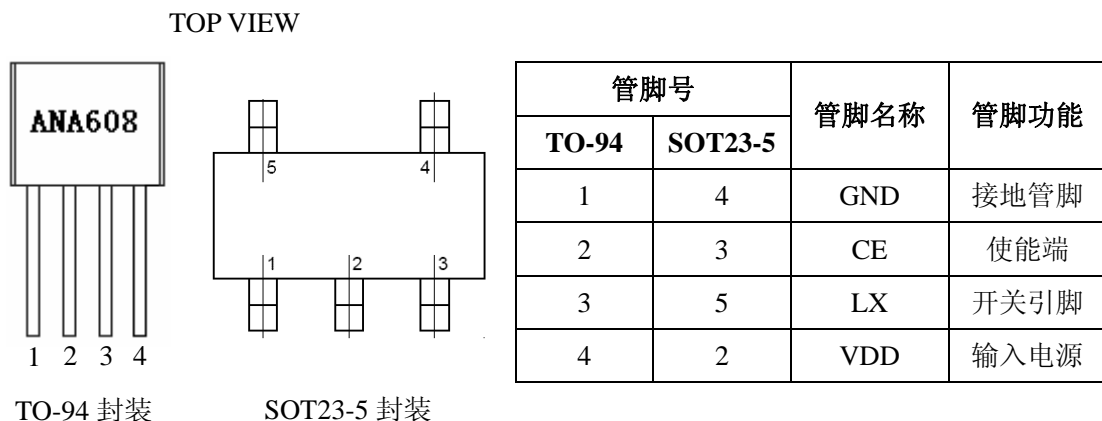 TOP VIEW
ANA608
1 2 3 4
TO-94 封装
5 4
1 2 3
SOT23-5 封装
管脚号 管脚名称 管脚功能
TO-94 SOT23-5
1 4 GND 接地管脚
2 3 CE 使能端
3 5 LX 开关引脚
4 2 VDD 输入电源